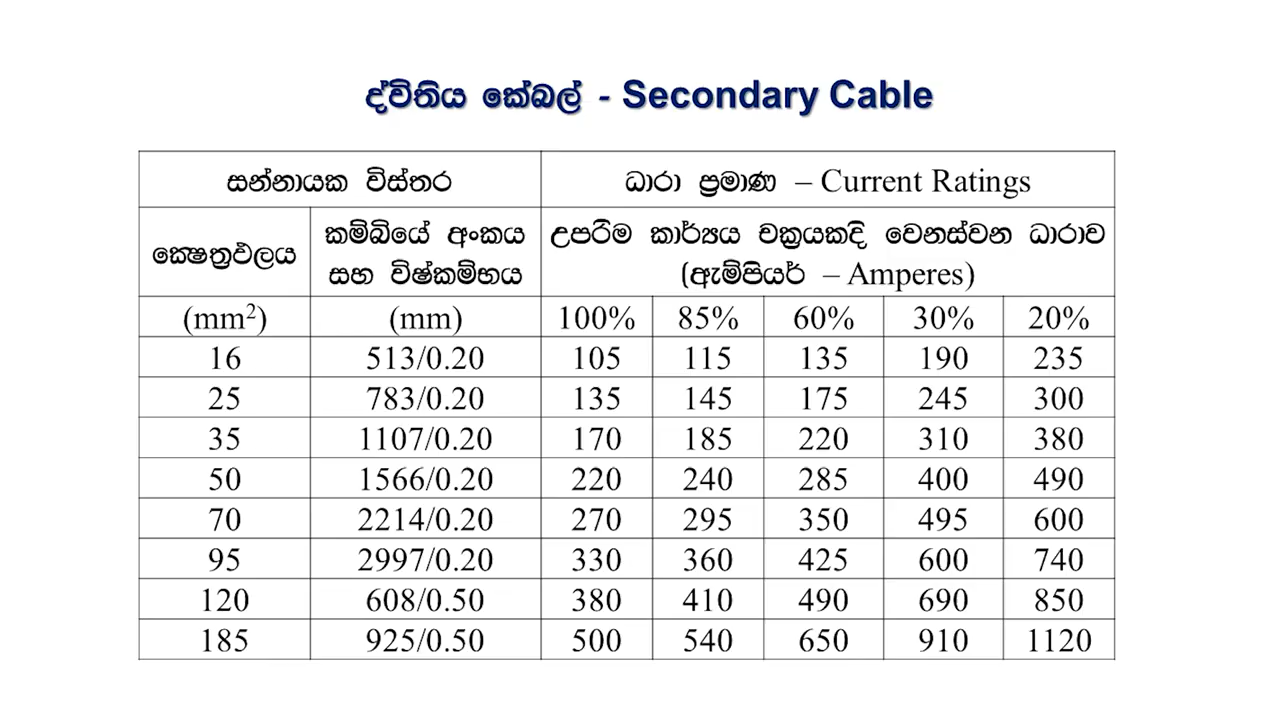 ද්විතිය කේබල් - Secondary Cable
සන්නායක විස්තර ධාරා ප්‍රමාණ – Current Ratings
ක්‍ෂෙත්‍රඵලය කම්බියේ අංකය සහ විෂ්කම්භය උපරිම කාර්‍යය චක්‍රයකදි වෙනස්වන ධාරාව (ඇම්පියර් – Amperes)
(mm²) (mm) 100% 85% 60% 30% 20%
16 513/0.20 105 115 135 190 235
25 783/0.20 135 145 175 245 300
35 1107/0.20 170 185 220 310 380
50 1566/0.20 220 240 285 400 490
70 2214/0.20 270 295 350 495 600
95 2997/0.20 330 360 425 600 740
120 608/0.50 380 410 490 690 850
185 925/0.50 500 540 650 910 1120